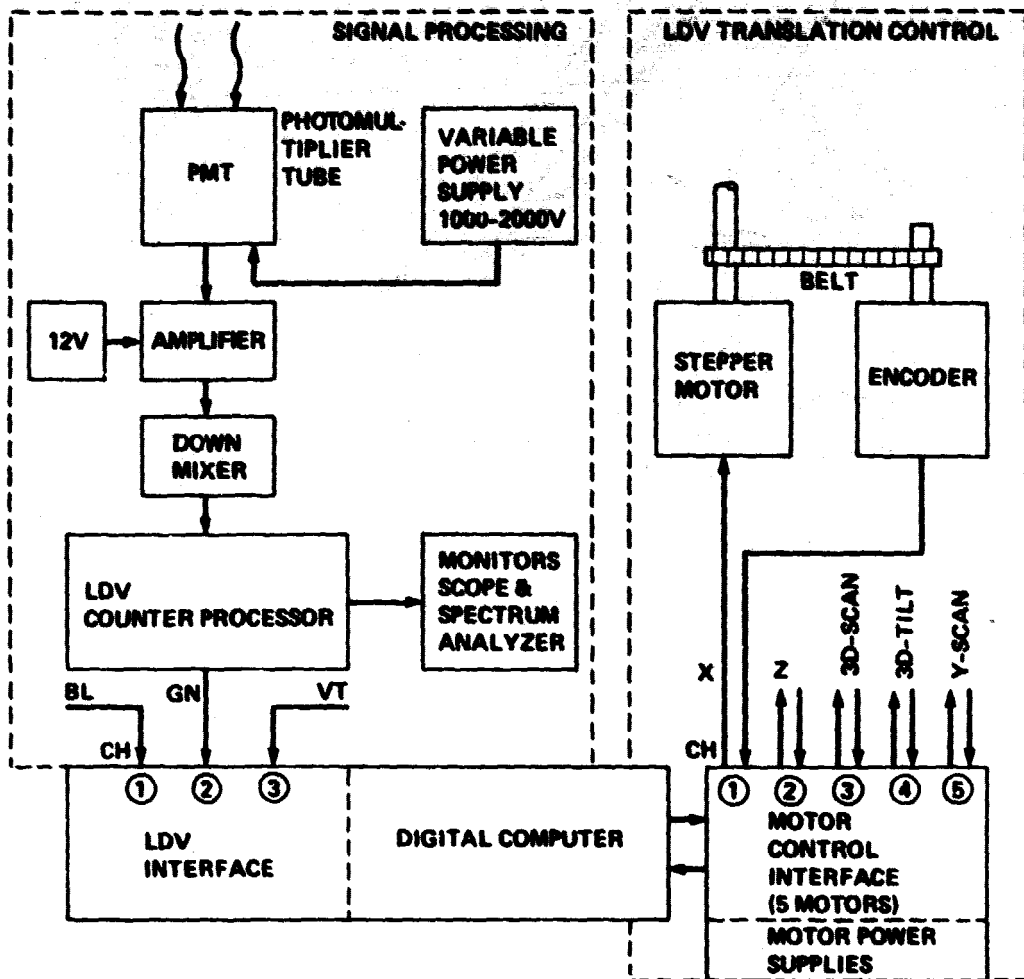 SIGNAL PROCESSING
PMT
PHOTOMUL-
TIPLIER
TUBE
VARIABLE
POWER
SUPPLY
1000-2000V
12V
AMPLIFIER
DOWN
MIXER
LDV
COUNTER PROCESSOR
MONITORS
SCOPE &
SPECTRUM
ANALYZER
BL
GN
VT
CH
1 2 3
LDV
INTERFACE
DIGITAL COMPUTER
LDV TRANSLATION CONTROL
BELT
STEPPER
MOTOR
ENCODER
X
Z
3D-SCAN
3D-TILT
Y-SCAN
CH
1 2 3 4 5
MOTOR
CONTROL
INTERFACE
(5 MOTORS)
MOTOR POWER
SUPPLIES